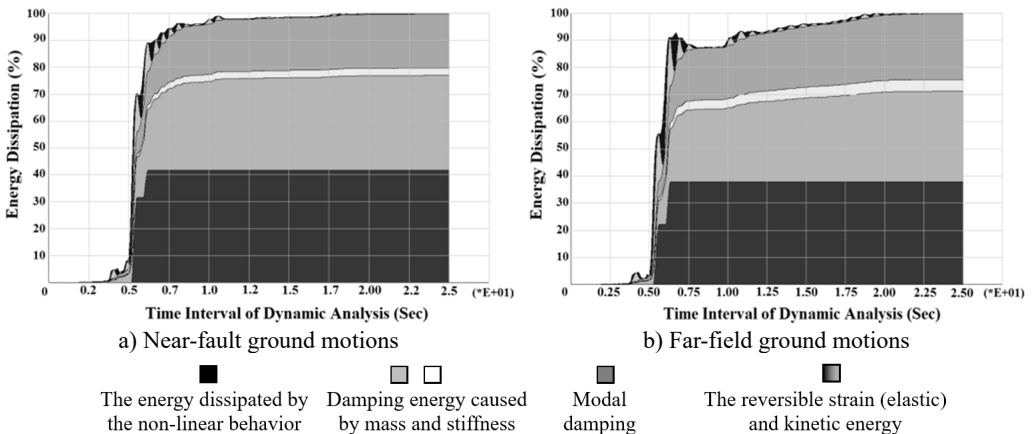 Energy Dissipation (%)
100
90
80
70
60
50
40
30
20
10
0
0.2 0.5 0.7 1.0 1.2 1.5 1.7 2.00 2.2 2.5 (*E+01)
Time Interval of Dynamic Analysis (Sec)
a) Near-fault ground motions
Energy Dissipation (%)
100
90
80
70
60
50
40
30
20
10
0
0.25 0.50 0.75 1.00 1.25 1.50 1.75 2.00 2.25 2.50 (*E+01)
Time Interval of Dynamic Analysis (Sec)
b) Far-field ground motions
The energy dissipated by
the non-linear behavior
Damping energy caused
by mass and stiffness
Modal
damping
The reversible strain (elastic)
and kinetic energy